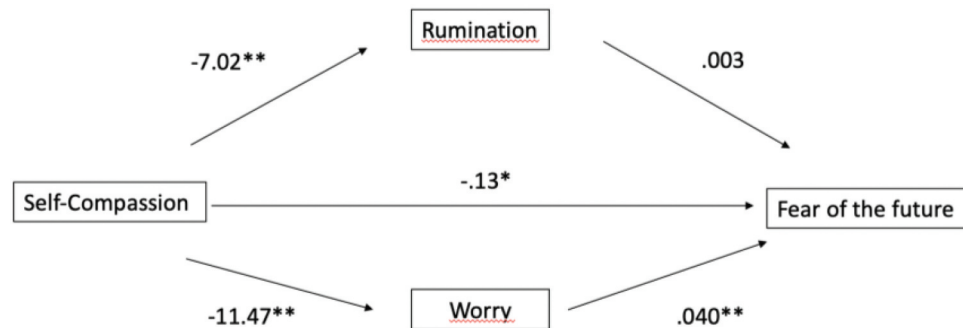 Rumination
-7.02**
.003
-.13*
Self-Compassion
Fear of the future
-11.47**
Worry
.040**